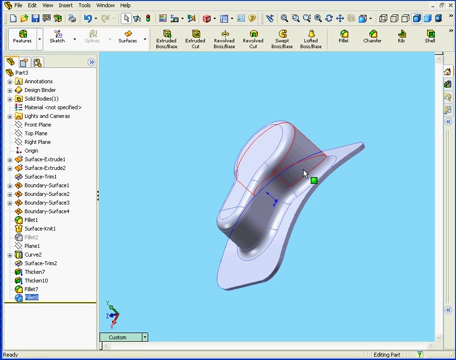 File Edit View Insert Tools Window Help
Features
Sketch
Splines
Surfaces
Extruded Boss/Base
Extruded Cut
Revolved Boss/Base
Revolved Cut
Swept Boss/Base
Lofted Boss/Base
Fillet
Chamfer
Rib
Shell
Part3
Annotations
Design Binder
Solid Bodies(1)
Material <not specified>
Lights and Cameras
Front Plane
Top Plane
Right Plane
Origin
Surface-Extrude1
Surface-Extrude2
Surface-Trim1
Boundary-Surface1
Boundary-Surface2
Boundary-Surface3
Boundary-Surface4
Fillet1
Surface-Knit1
Fillet2
Plane1
Curve2
Surface-Trim2
Thicken7
Thicken10
Fillet7
Custom
Ready
Editing Part